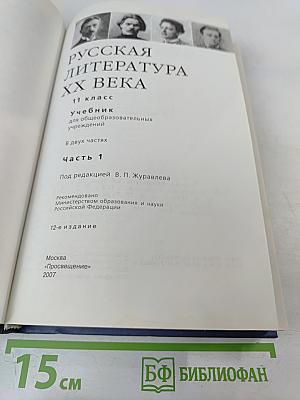 РУССКАЯ
ЛИТЕРАТУРА
XX ВЕКА
11 класс
Учебник
для общеобразовательных
учреждений
В двух частях
Часть 1
Под редакцией В. П. Журавлева
Рекомендовано
Министерством образования и науки
Российской Федерации
12-е издание
Москва
«Просвещение»
2007
15 см
БФ БИБЛИОФАН